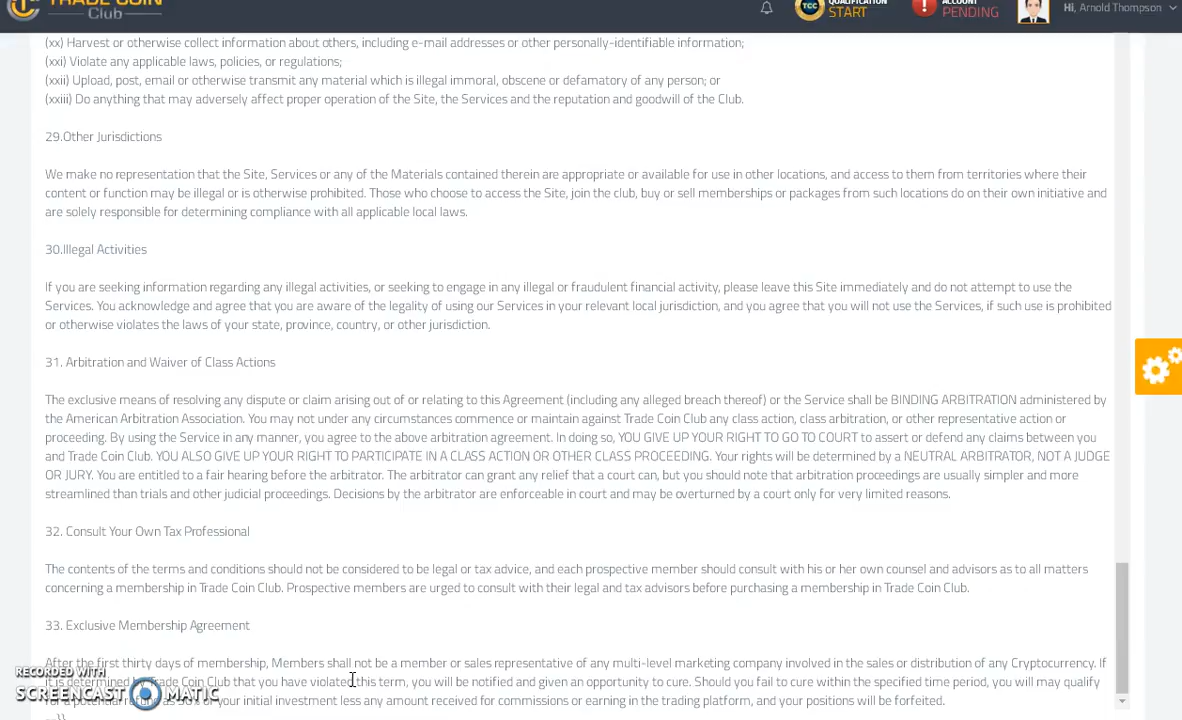 TRADE COIN
Club
QUALIFICATION
START
ACCOUNT
PENDING
Hi, Arnold Thompson
(xx) Harvest or otherwise collect information about others, including e-mail addresses or other personally-identifiable information;
(xxi) Violate any applicable laws, policies, or regulations;
(xxii) Upload, post, email or otherwise transmit any material which is illegal immoral, obscene or defamatory of any person; or
(xxiii) Do anything that may adversely affect proper operation of the Site, the Services and the reputation and goodwill of the Club.
29.Other Jurisdictions
We make no representation that the Site, Services or any of the Materials contained therein are appropriate or available for use in other locations, and access to them from territories where their
content or function may be illegal or is otherwise prohibited. Those who choose to access the Site, join the club, buy or sell memberships or packages from such locations do on their own initiative and
are solely responsible for determining compliance with all applicable local laws.
30.Illegal Activities
If you are seeking information regarding any illegal activities, or seeking to engage in any illegal or fraudulent financial activity, please leave this Site immediately and do not attempt to use the
Services. You acknowledge and agree that you are aware of the legality of using our Services in your relevant local jurisdiction, and you agree that you will not use the Services, if such use is prohibited
or otherwise violates the laws of your state, province, country, or other jurisdiction.
31. Arbitration and Waiver of Class Actions
The exclusive means of resolving any dispute or claim arising out of or relating to this Agreement (including any alleged breach thereof) or the Service shall be BINDING ARBITRATION administered by
the American Arbitration Association. You may not under any circumstances commence or maintain against Trade Coin Club any class action, class arbitration, or other representative action or
proceeding. By using the Service in any manner, you agree to the above arbitration agreement. In doing so, YOU GIVE UP YOUR RIGHT TO GO TO COURT to assert or defend any claims between you
and Trade Coin Club. YOU ALSO GIVE UP YOUR RIGHT TO PARTICIPATE IN A CLASS ACTION OR OTHER CLASS PROCEEDING. Your rights will be determined by a NEUTRAL ARBITRATOR, NOT A JUDGE
OR JURY. You are entitled to a fair hearing before the arbitrator. The arbitrator can grant any relief that a court can, but you should note that arbitration proceedings are usually simpler and more
streamlined than trials and other judicial proceedings. Decisions by the arbitrator are enforceable in court and may be overturned by a court only for very limited reasons.
32. Consult Your Own Tax Professional
The contents of the terms and conditions should not be considered to be legal or tax advice, and each prospective member should consult with his or her own counsel and advisors as to all matters
concerning a membership in Trade Coin Club. Prospective members are urged to consult with their legal and tax advisors before purchasing a membership in Trade Coin Club.
33. Exclusive Membership Agreement
After the first thirty days of membership, Members shall not be a member or sales representative of any multi-level marketing company involved in the sales or distribution of any Cryptocurrency. If
it is determined by Trade Coin Club that you have violated this term, you will be notified and given an opportunity to cure. Should you fail to cure within the specified time period, you will may qualify
for a potential refund as 50% of your initial investment less any amount received for commissions or earning in the trading platform, and your positions will be forfeited.
RECORDED WITH
SCREENCAST MATIC